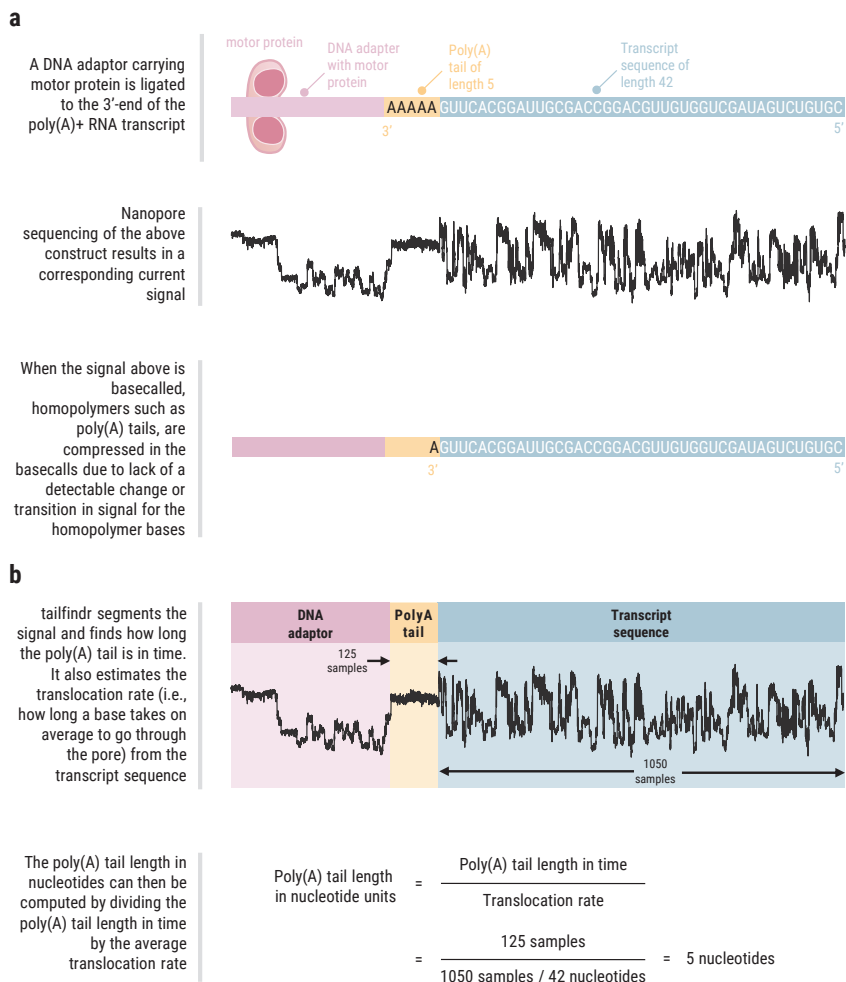 a
A DNA adaptor carrying
motor protein is ligated
to the 3'-end of the
poly(A)+ RNA transcript
motor protein
DNA adapter
with motor
protein
Poly(A)
tail of
length 5
Transcript
sequence of
length 42
AAAAAGUUCACGGAUUGCGACCGGACGUUGUGGUCGAUAGUCUGUGC
3'
5'
Nanopore
sequencing of the above
construct results in a
corresponding current
signal
When the signal above is
basecalled,
homopolymers such as
poly(A) tails, are
compressed in the
basecalls due to lack of a
detectable change or
transition in signal for the
homopolymer bases
AGUUCACGGAUUGCGACCGGACGUUGUGGUCGAUAGUCUGUGC
3'
5'
b
tailfindr segments the
signal and finds how long
the poly(A) tail is in time.
It also estimates the
translocation rate (i.e.,
how long a base takes on
average to go through
the pore) from the
transcript sequence
DNA
adaptor
PolyA
tail
Transcript
sequence
125
samples
1050
samples
The poly(A) tail length in
nucleotides can then be
computed by dividing the
poly(A) tail length in time
by the average
translocation rate
Poly(A) tail length
in nucleotide units
=
Poly(A) tail length in time
Translocation rate
=
125 samples
1050 samples / 42 nucleotides
= 5 nucleotides